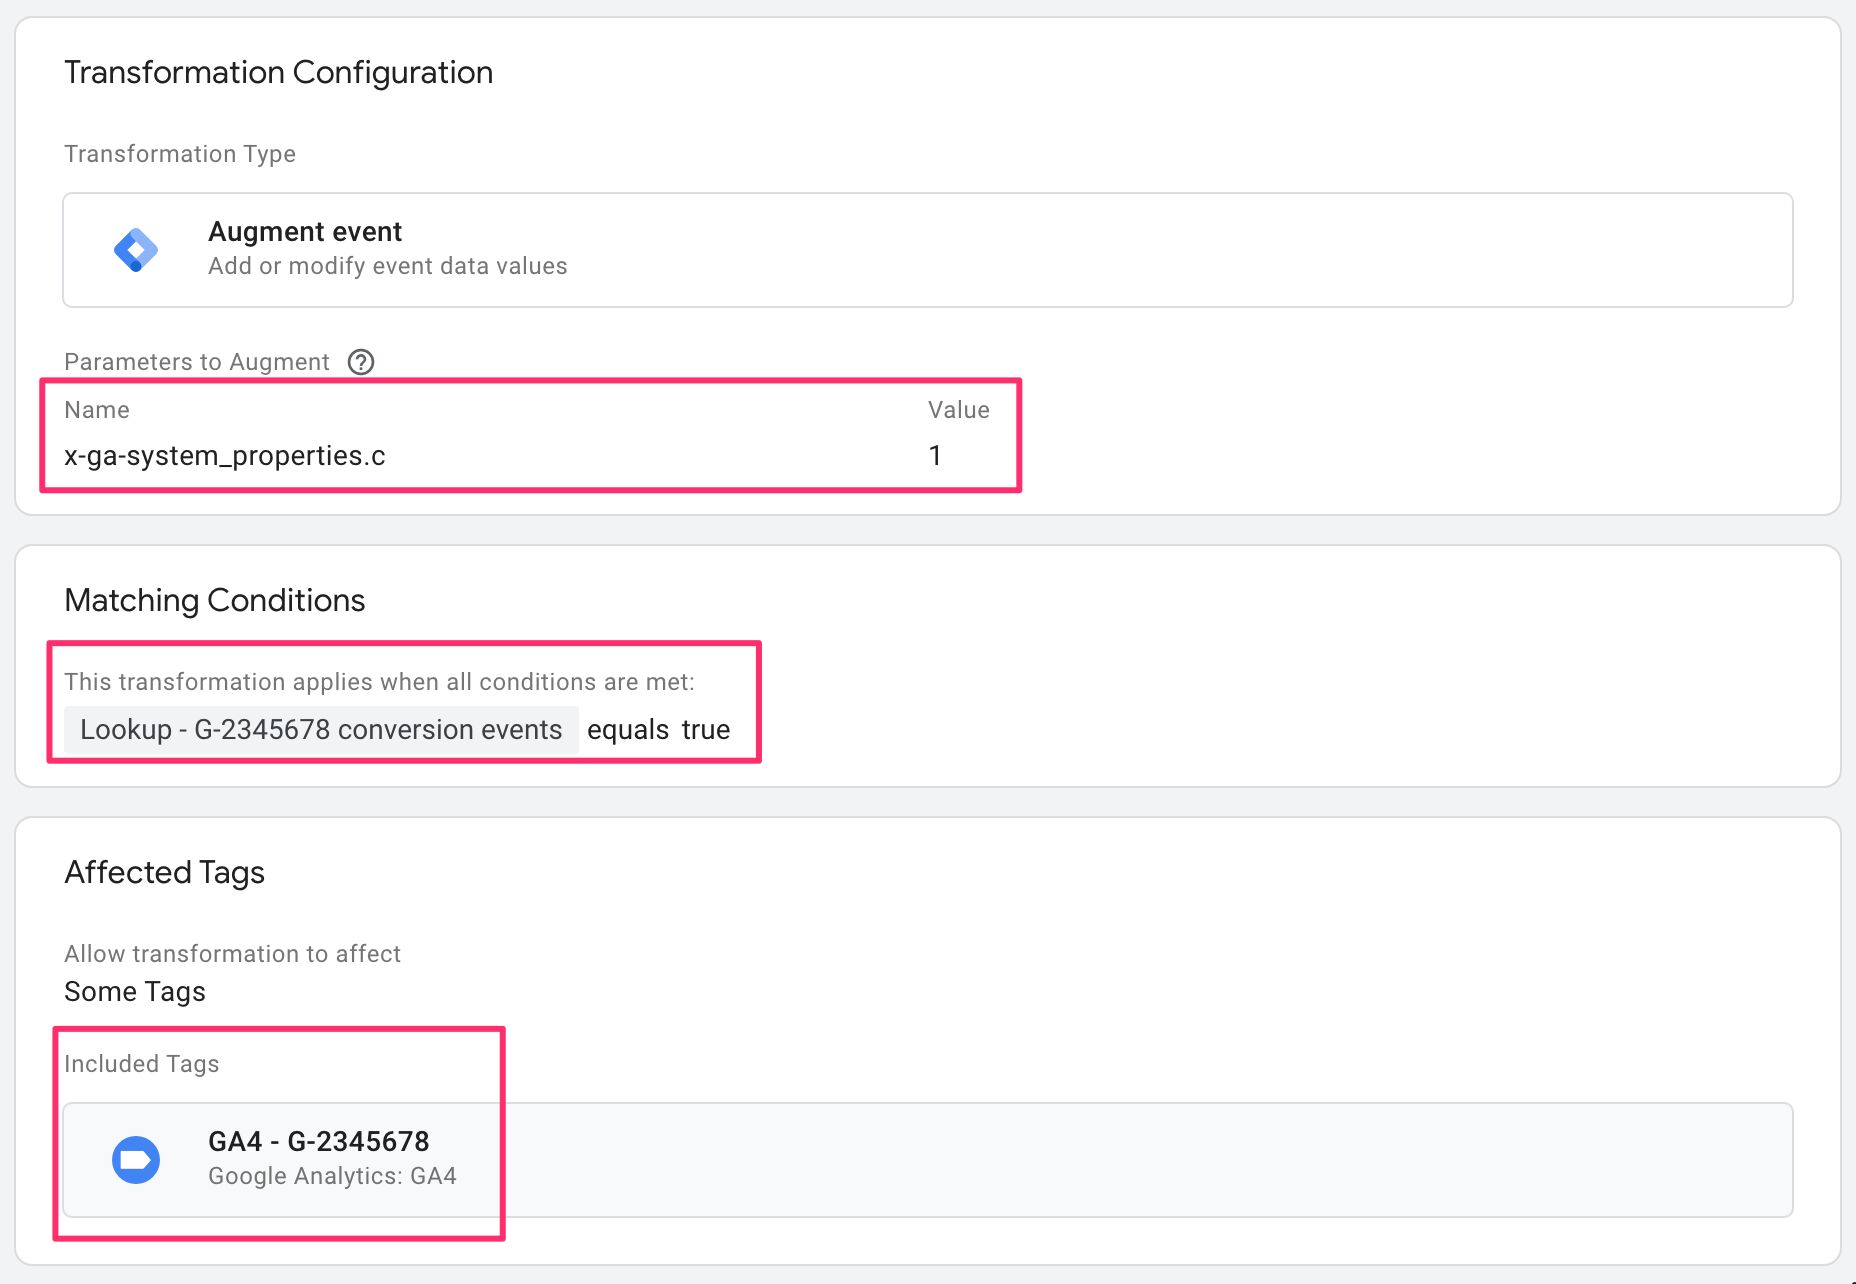 Transformation Configuration
Transformation Type
Augment event
Add or modify event data values
Parameters to Augment ?
Name Value
x-ga-system_properties.c 1
Matching Conditions
This transformation applies when all conditions are met:
Lookup - G-2345678 conversion events equals true
Affected Tags
Allow transformation to affect
Some Tags
Included Tags
GA4 - G-2345678
Google Analytics: GA4